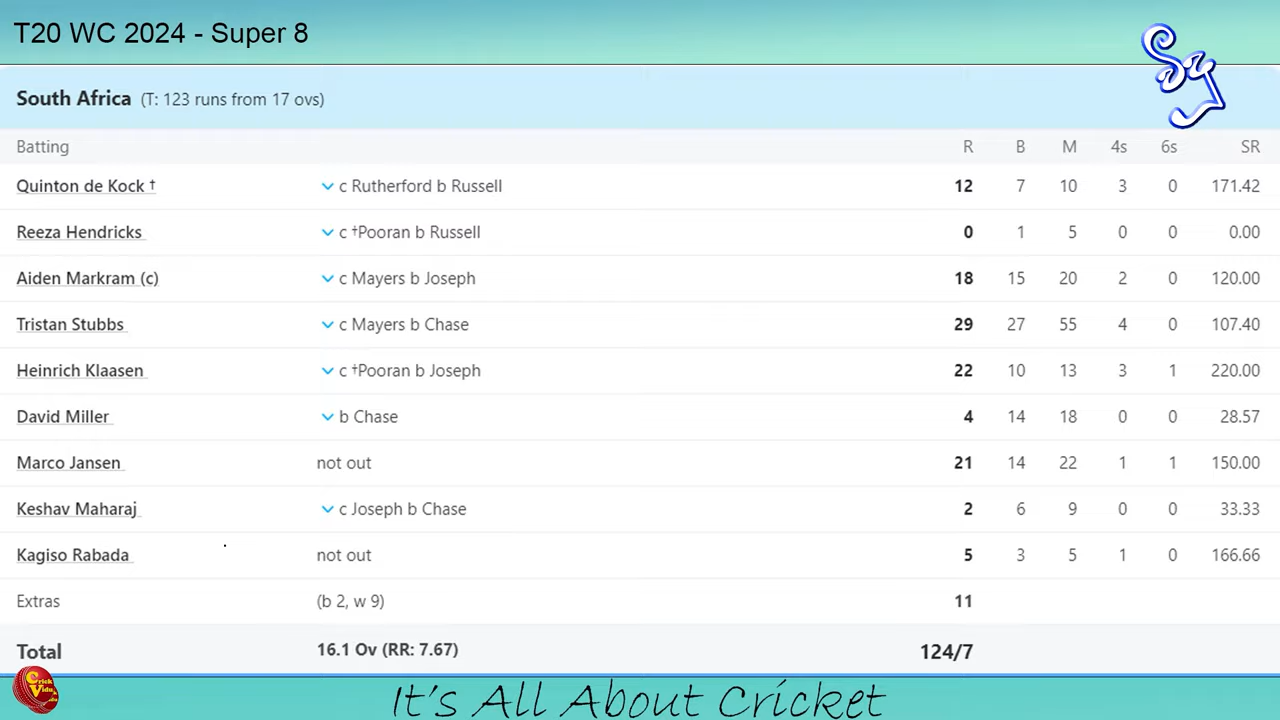 T20 WC 2024 - Super 8
South Africa (T: 123 runs from 17 ovs)
Batting R B M 4s 6s SR
Quinton de Kock † c Rutherford b Russell 12 7 10 3 0 171.42
Reeza Hendricks c †Pooran b Russell 0 1 5 0 0 0.00
Aiden Markram (c) c Mayers b Joseph 18 15 20 2 0 120.00
Tristan Stubbs c Mayers b Chase 29 27 55 4 0 107.40
Heinrich Klaasen c †Pooran b Joseph 22 10 13 3 1 220.00
David Miller b Chase 4 14 18 0 0 28.57
Marco Jansen not out 21 14 22 1 1 150.00
Keshav Maharaj c Joseph b Chase 2 6 9 0 0 33.33
Kagiso Rabada not out 5 3 5 1 0 166.66
Extras (b 2, w 9) 11
Total 16.1 Ov (RR: 7.67) 124/7
Crick
Vidu
It's All About Cricket